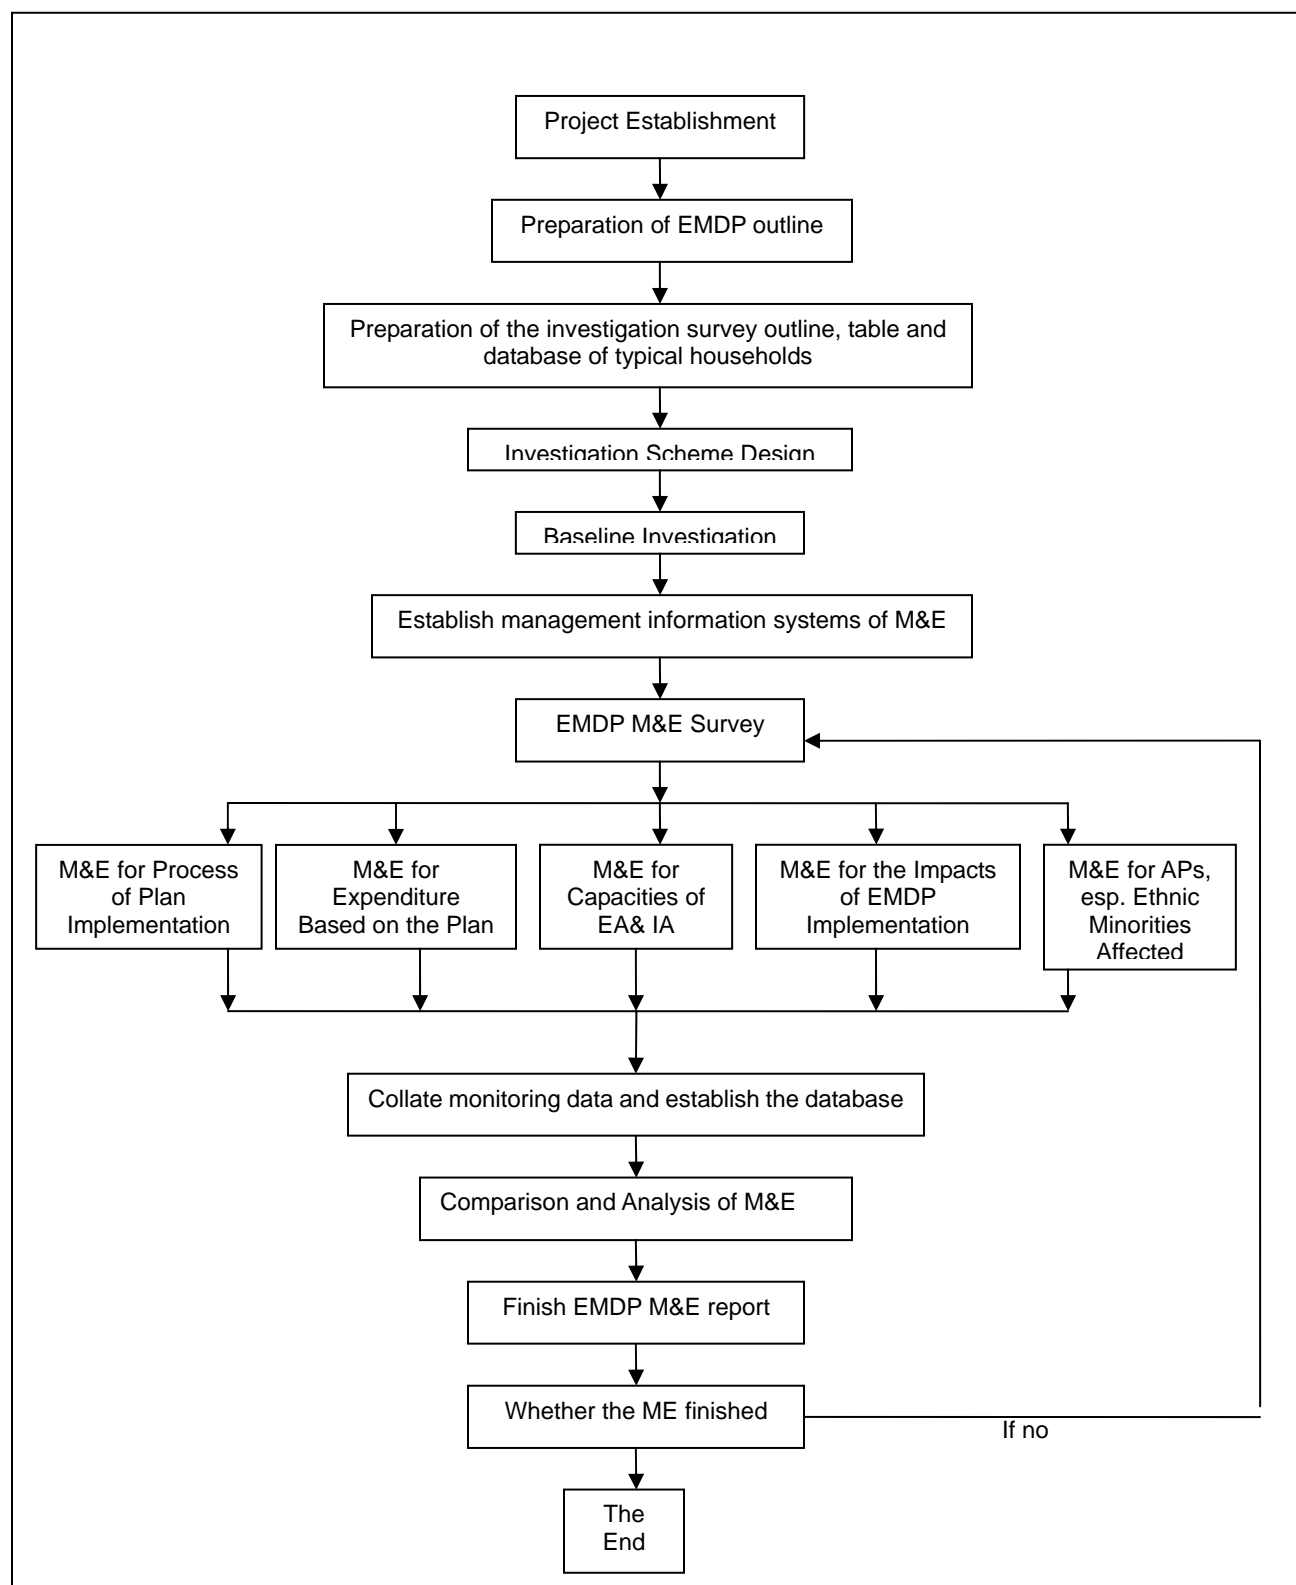 Project Establishment
Preparation of EMDP outline
Preparation of the investigation survey outline, table and
database of typical households
Investigation Scheme Design
Baseline Investigation
Establish management information systems of M&E
EMDP M&E Survey
M&E for Process
of Plan
Implementation
M&E for
Expenditure
Based on the Plan
M&E for
Capacities of
EA& IA
M&E for the Impacts
of EMDP
Implementation
M&E for APs,
esp. Ethnic
Minorities
Affected
Collate monitoring data and establish the database
Comparison and Analysis of M&E
Finish EMDP M&E report
Whether the ME finished
If no
The
End